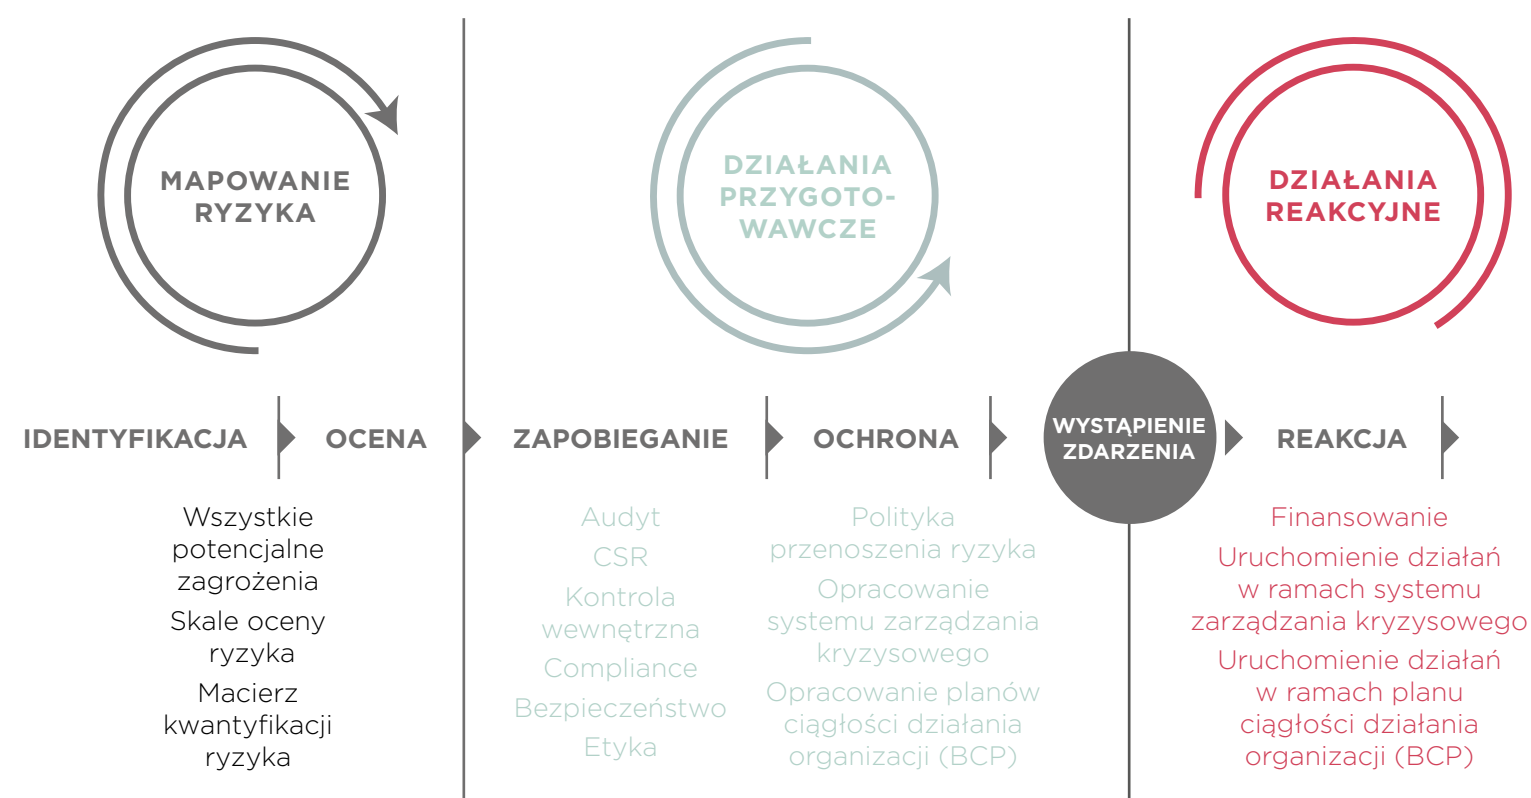 MAPOWANIE
RYZYKA
DZIAŁANIA
PRZYGOTO-
WAWCZE
DZIAŁANIA
REAKCYJNE
IDENTYFIKACJA
OCENA
ZAPOBIEGANIE
OCHRONA
WYSTĄPIENIE
ZDARZENIA
REAKCJA
Wszystkie
potencjalne
zagrożenia
Skale oceny
ryzyka
Macierz
kwantyfikacji
ryzyka
Audyt
CSR
Kontrola
wewnętrzna
Compliance
Bezpieczeństwo
Etyka
Polityka
przenoszenia ryzyka
Opracowanie
systemu zarządzania
kryzysowego
Opracowanie planów
ciągłości działania
organizacji (BCP)
Finansowanie
Uruchomienie działań
w ramach systemu
zarządzania kryzysowego
Uruchomienie działań
w ramach planu
ciągłości działania
organizacji (BCP)